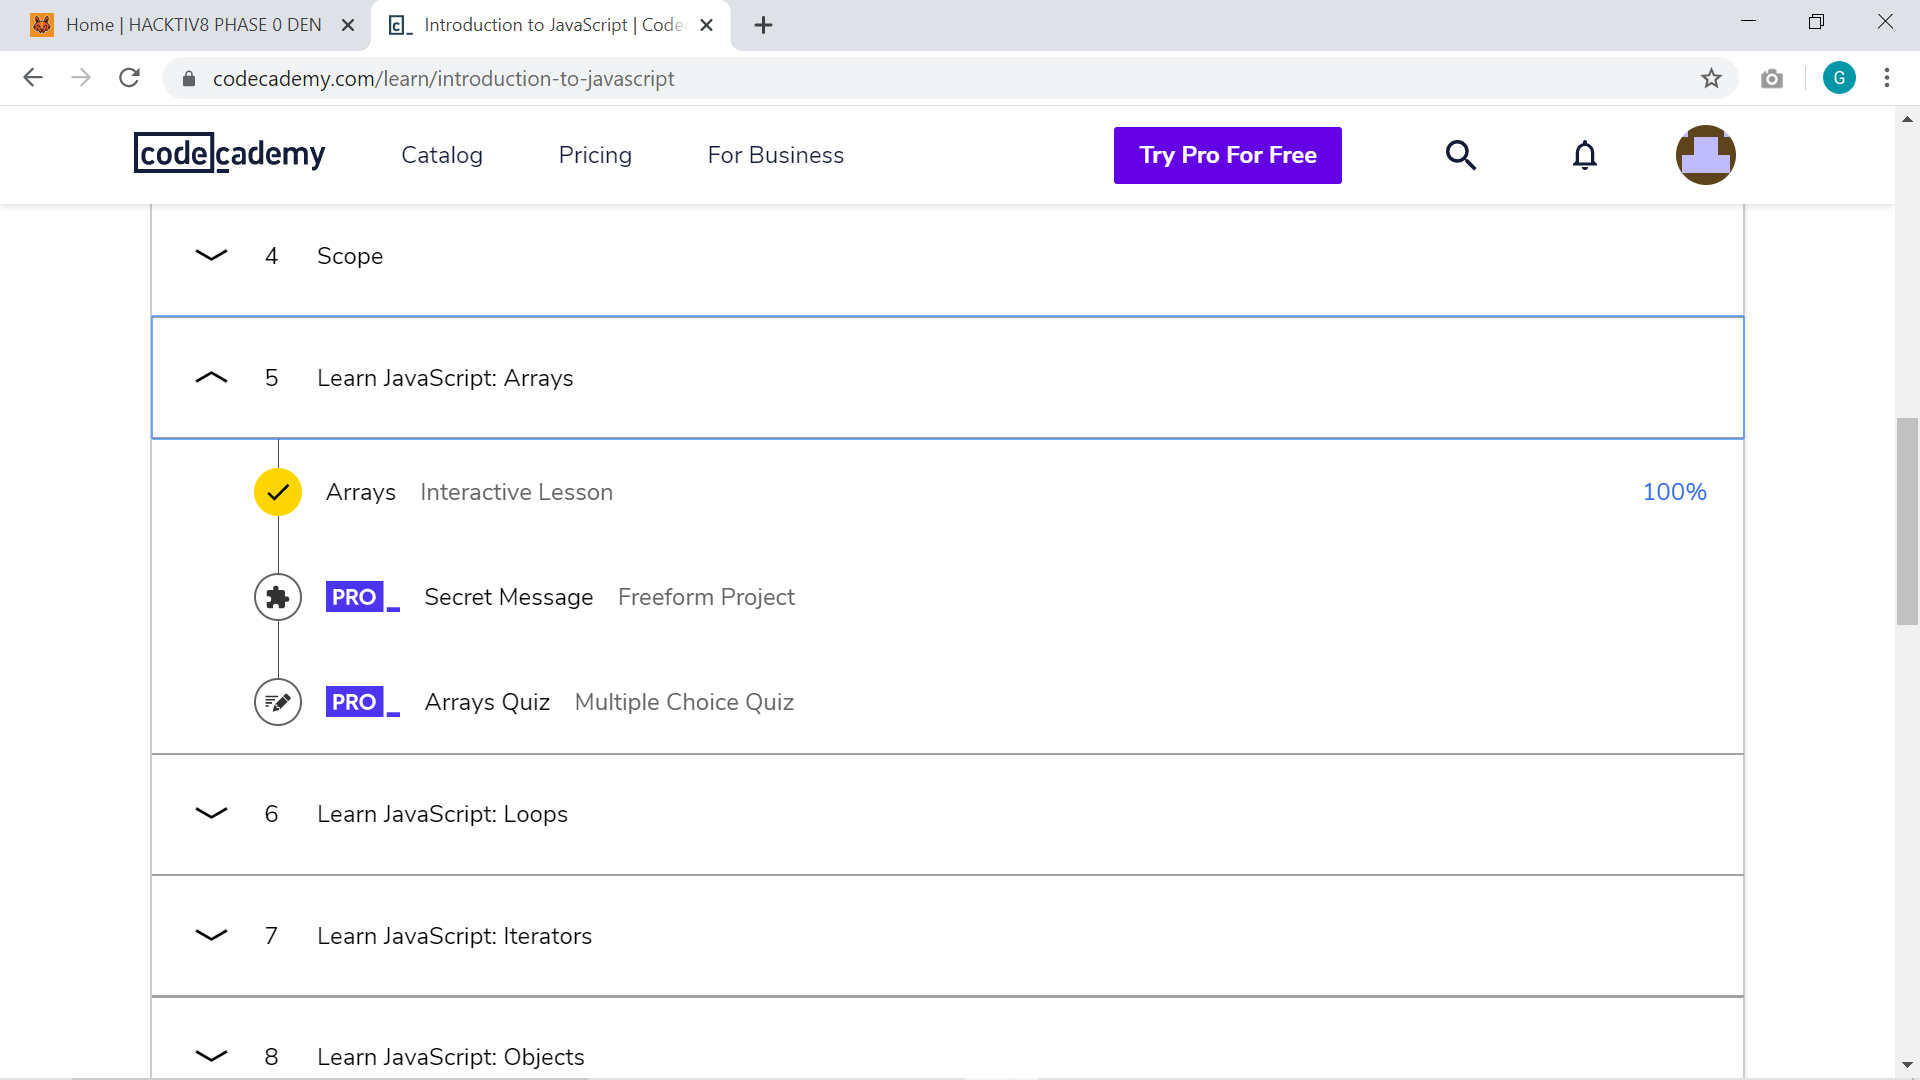 Home | HACKTIV8 PHASE 0 DEN
Introduction to JavaScript | Code
codecademy.com/learn/introduction-to-javascript
G
codecademy
Catalog
Pricing
For Business
Try Pro For Free
4 Scope
5 Learn JavaScript: Arrays
Arrays Interactive Lesson 100%
PRO_ Secret Message Freeform Project
PRO_ Arrays Quiz Multiple Choice Quiz
6 Learn JavaScript: Loops
7 Learn JavaScript: Iterators
8 Learn JavaScript: Objects